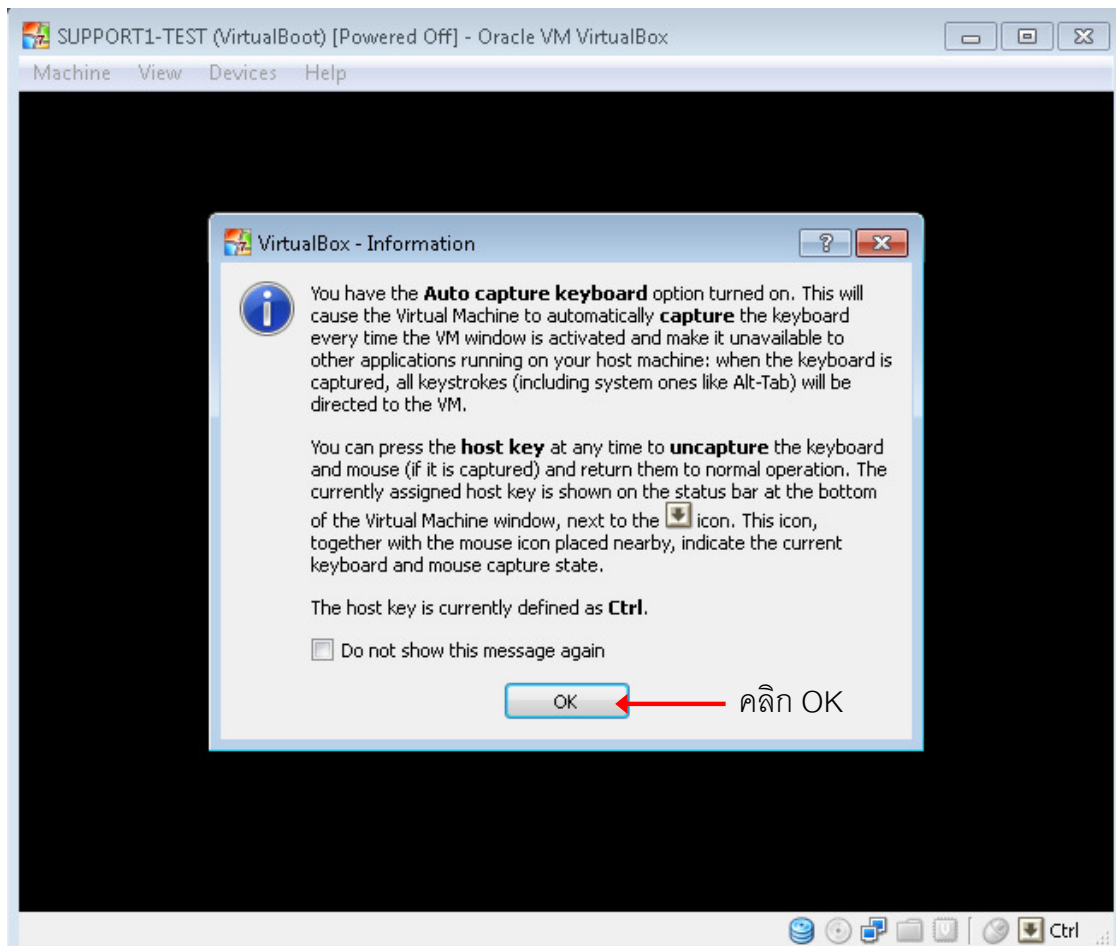 SUPPORT1-TEST (VirtualBoot) [Powered Off] - Oracle VM VirtualBox
Machine View Devices Help
VirtualBox - Information
You have the Auto capture keyboard option turned on. This will
cause the Virtual Machine to automatically capture the keyboard
every time the VM window is activated and make it unavailable to
other applications running on your host machine: when the keyboard is
captured, all keystrokes (including system ones like Alt-Tab) will be
directed to the VM.
You can press the host key at any time to uncapture the keyboard
and mouse (if it is captured) and return them to normal operation. The
currently assigned host key is shown on the status bar at the bottom
of the Virtual Machine window, next to the icon. This icon,
together with the mouse icon placed nearby, indicate the current
keyboard and mouse capture state.
The host key is currently defined as Ctrl.
Do not show this message again
OK
คลิก OK
Ctrl